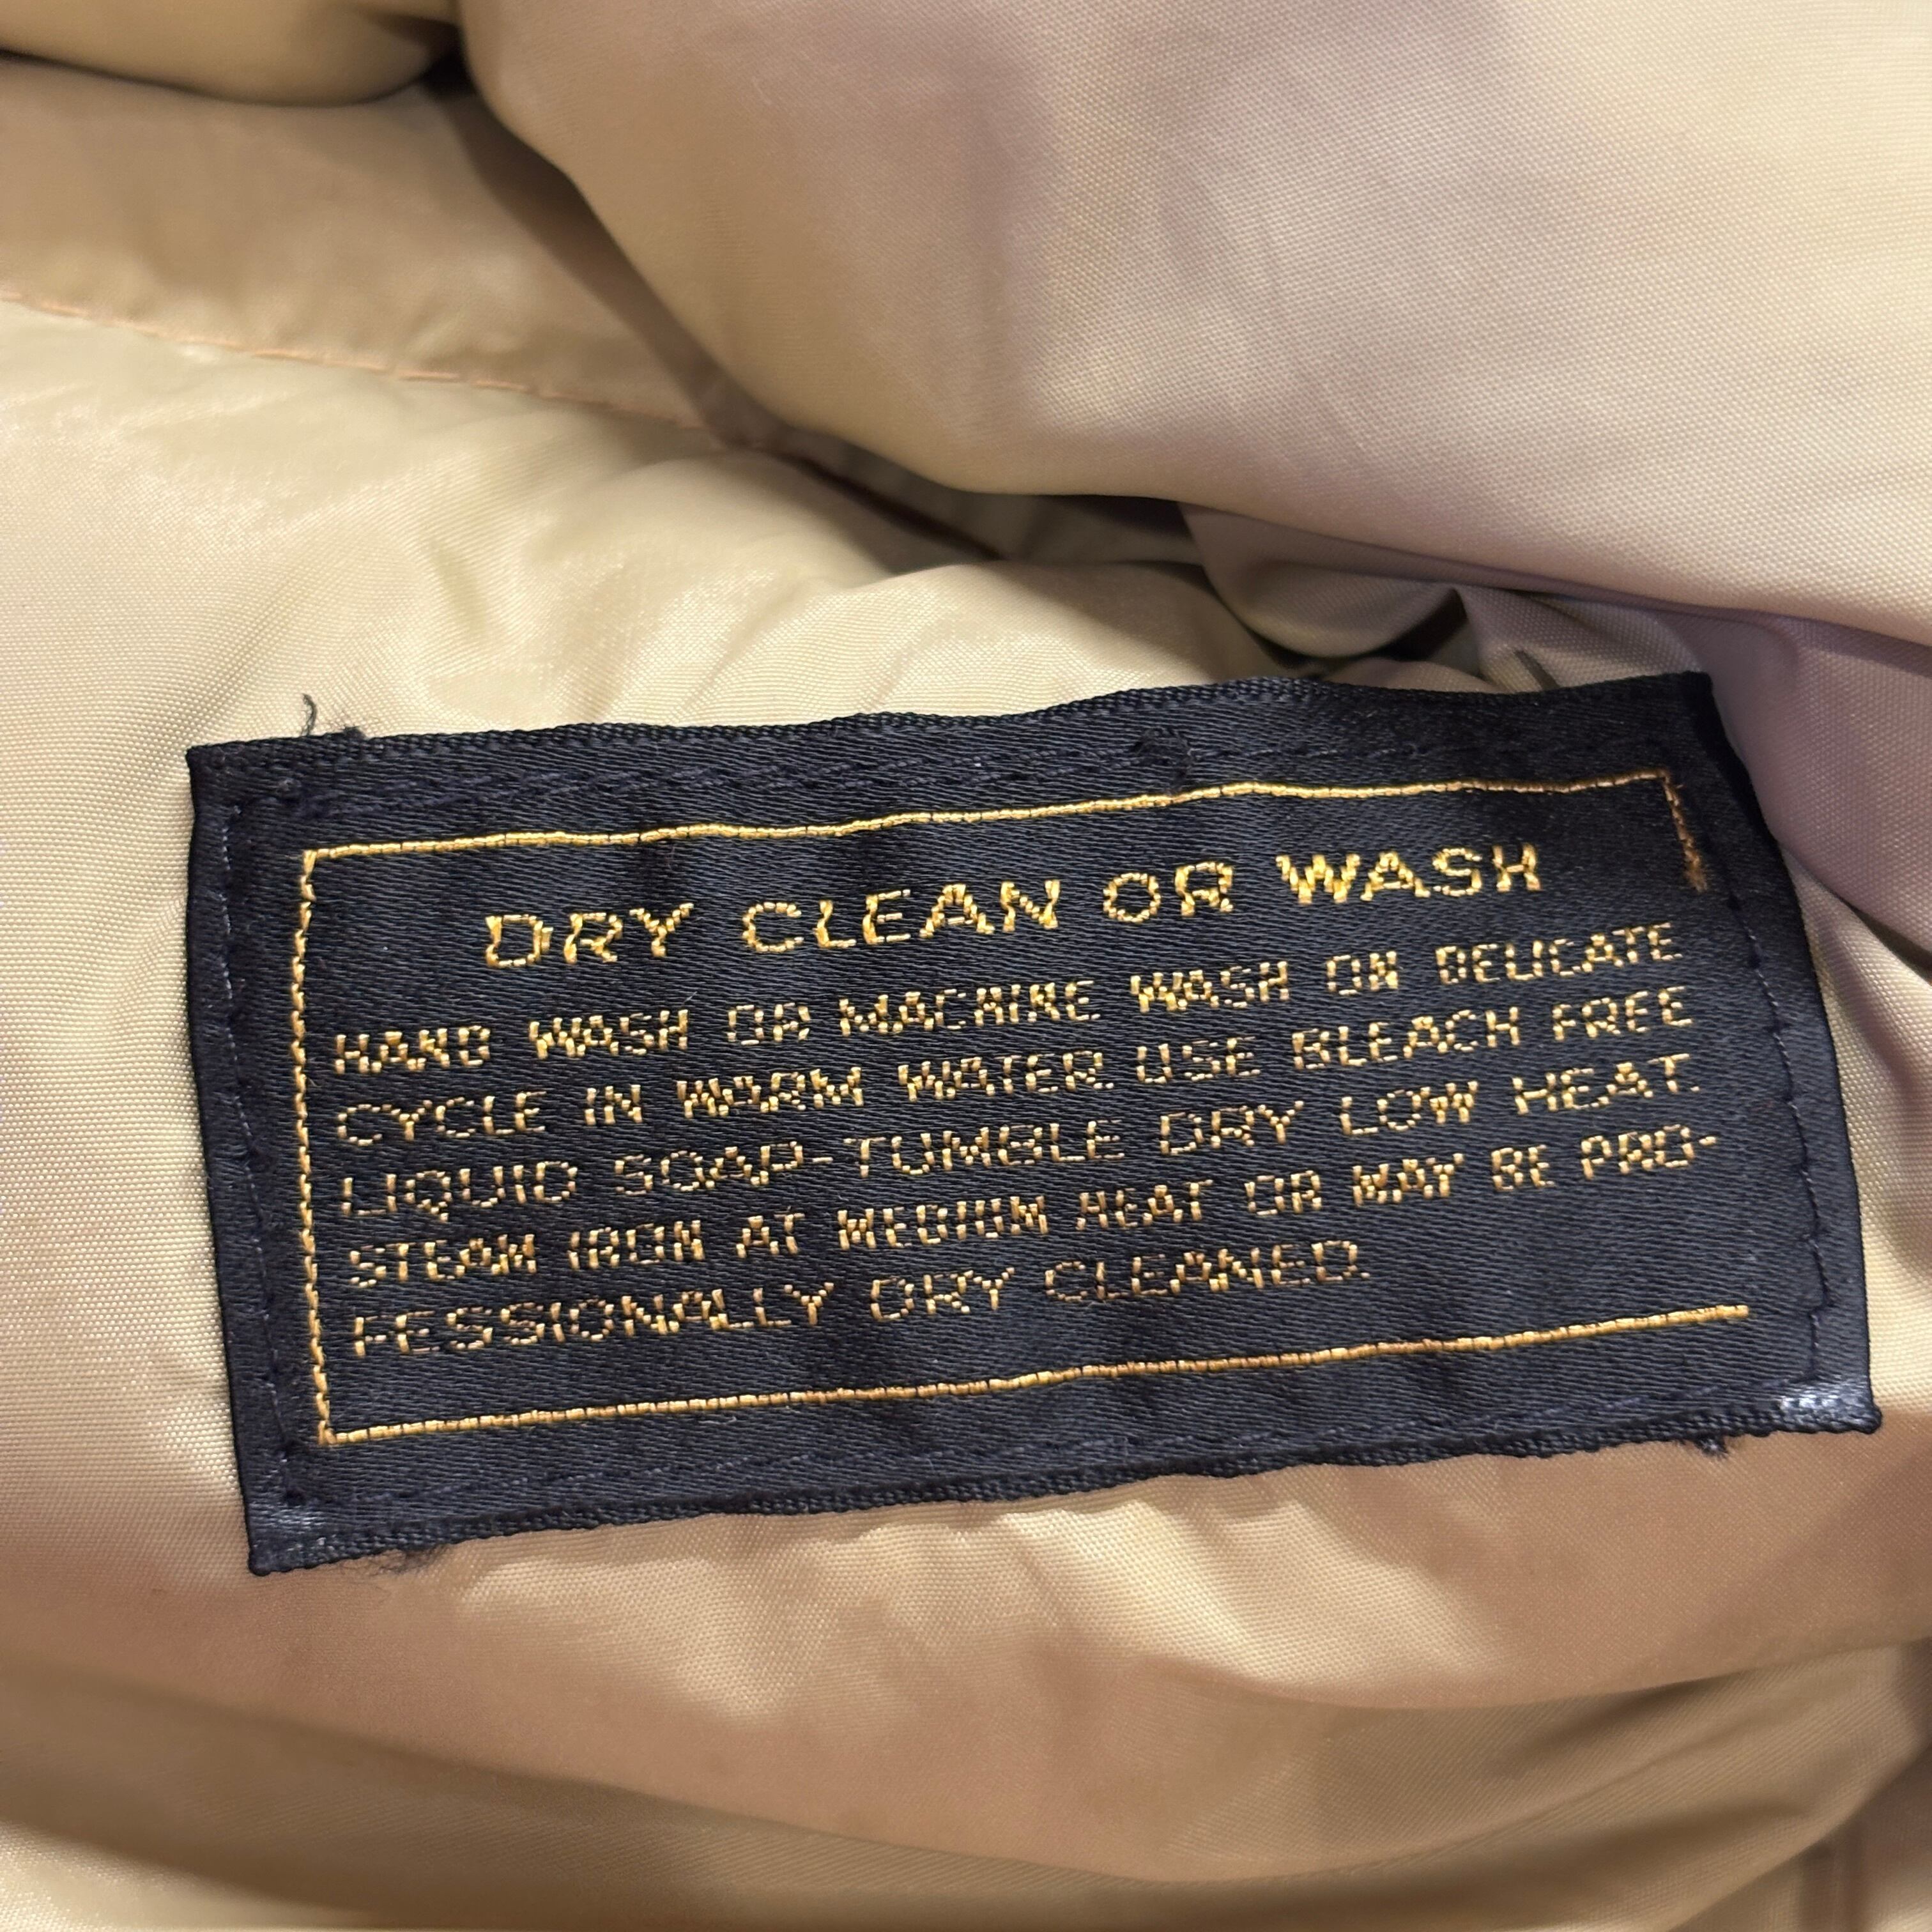 DRY CLEAN OR WASH
HAND WASH OR MACHINE WASH ON DELICATE
CYCLE IN WARM WATER. USE BLEACH FREE
LIQUID SOAP-TUMBLE DRY LOW HEAT.
STEAM IRON AT MEDIUM HEAT OR MAY BE PRO-
FESSIONALLY DRY CLEANED.